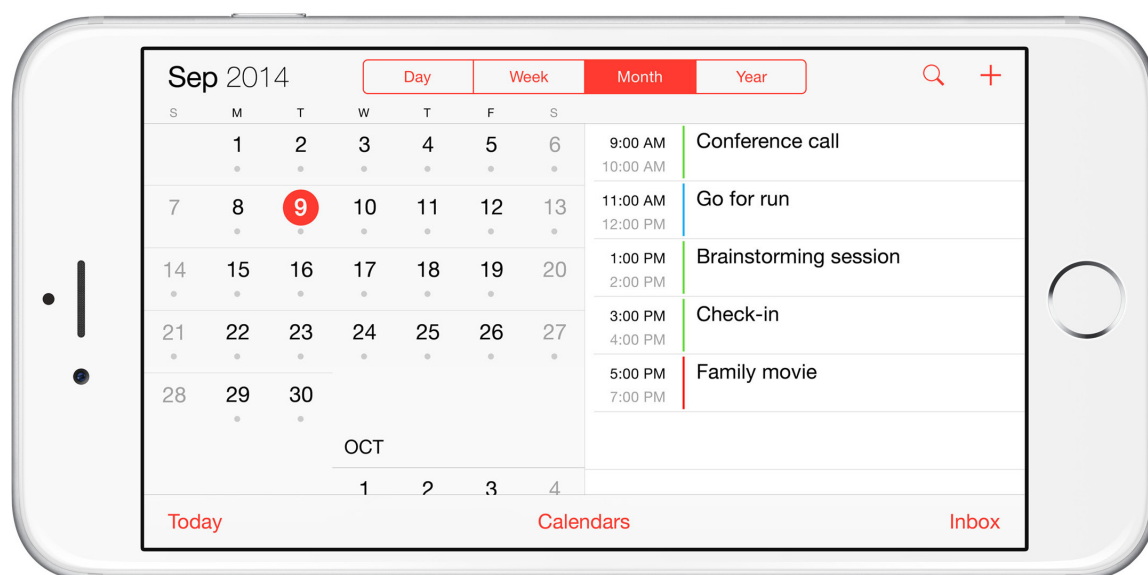 Sep 2014
Day Week Month Year
S M T W T F S
1 2 3 4 5 6
7 8 9 10 11 12 13
14 15 16 17 18 19 20
21 22 23 24 25 26 27
28 29 30
OCT
1 2 3 4
9:00 AM Conference call
10:00 AM
11:00 AM Go for run
12:00 PM
1:00 PM Brainstorming session
2:00 PM
3:00 PM Check-in
4:00 PM
5:00 PM Family movie
7:00 PM
Today Calendars Inbox